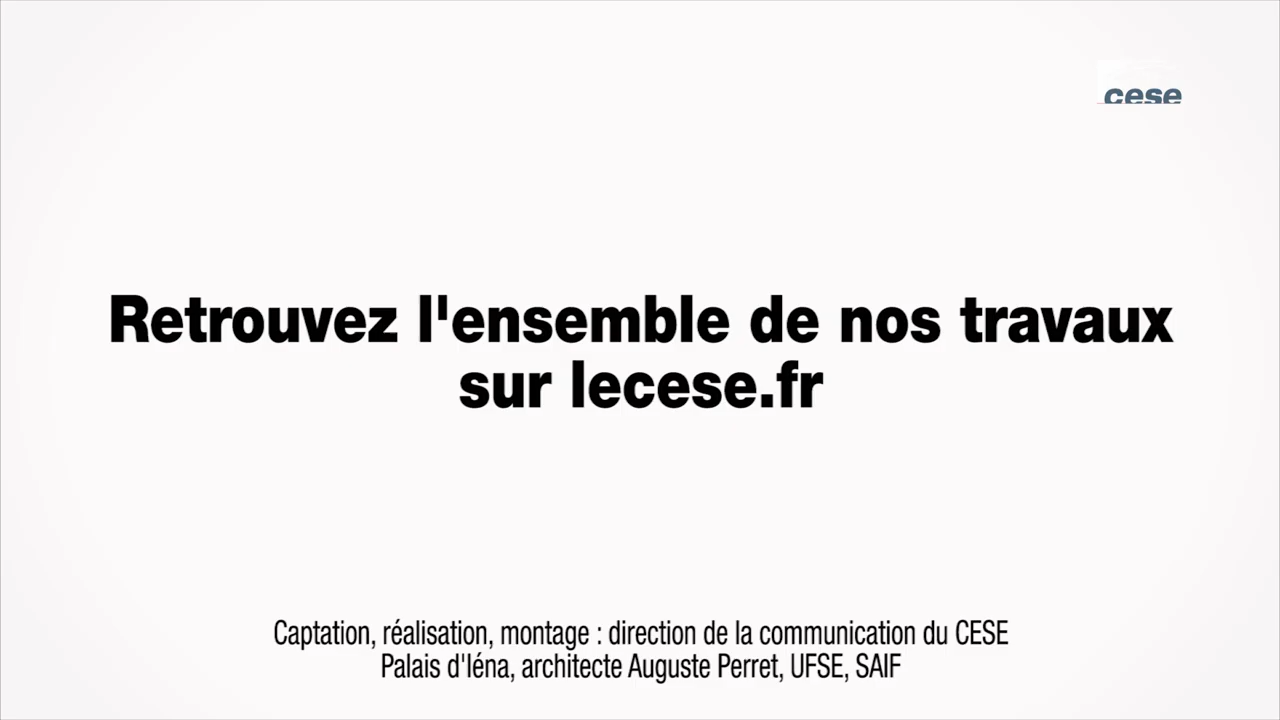 cese
Retrouvez l'ensemble de nos travaux
sur lecese.fr
Captation, réalisation, montage : direction de la communication du CESE
Palais d'Iéna, architecte Auguste Perret, UFSE, SAIF